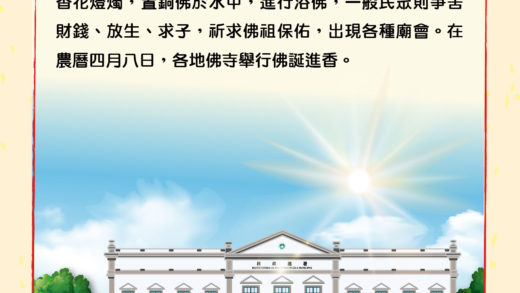 香花燈燭，置銅佛於水中，進行浴佛，一般民眾則爭舍
財錢、放生、求子，祈求佛祖保佑，出現各種廟會。在
農曆四月八日，各地佛寺舉行佛誕進香。